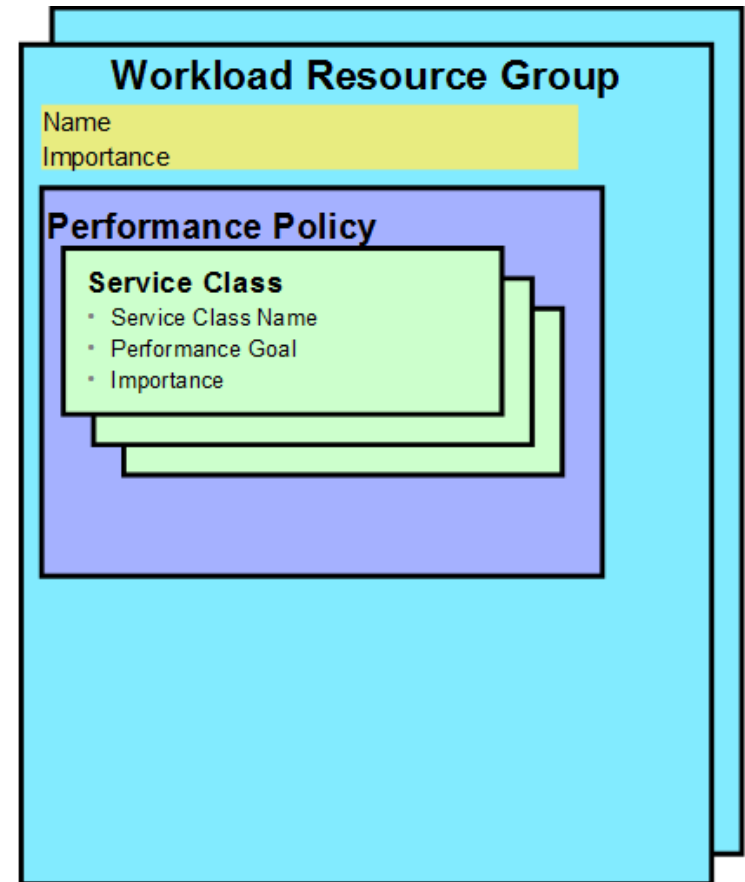 Workload Resource Group
Name
Importance
Performance Policy
Service Class
• Service Class Name
• Performance Goal
• Importance